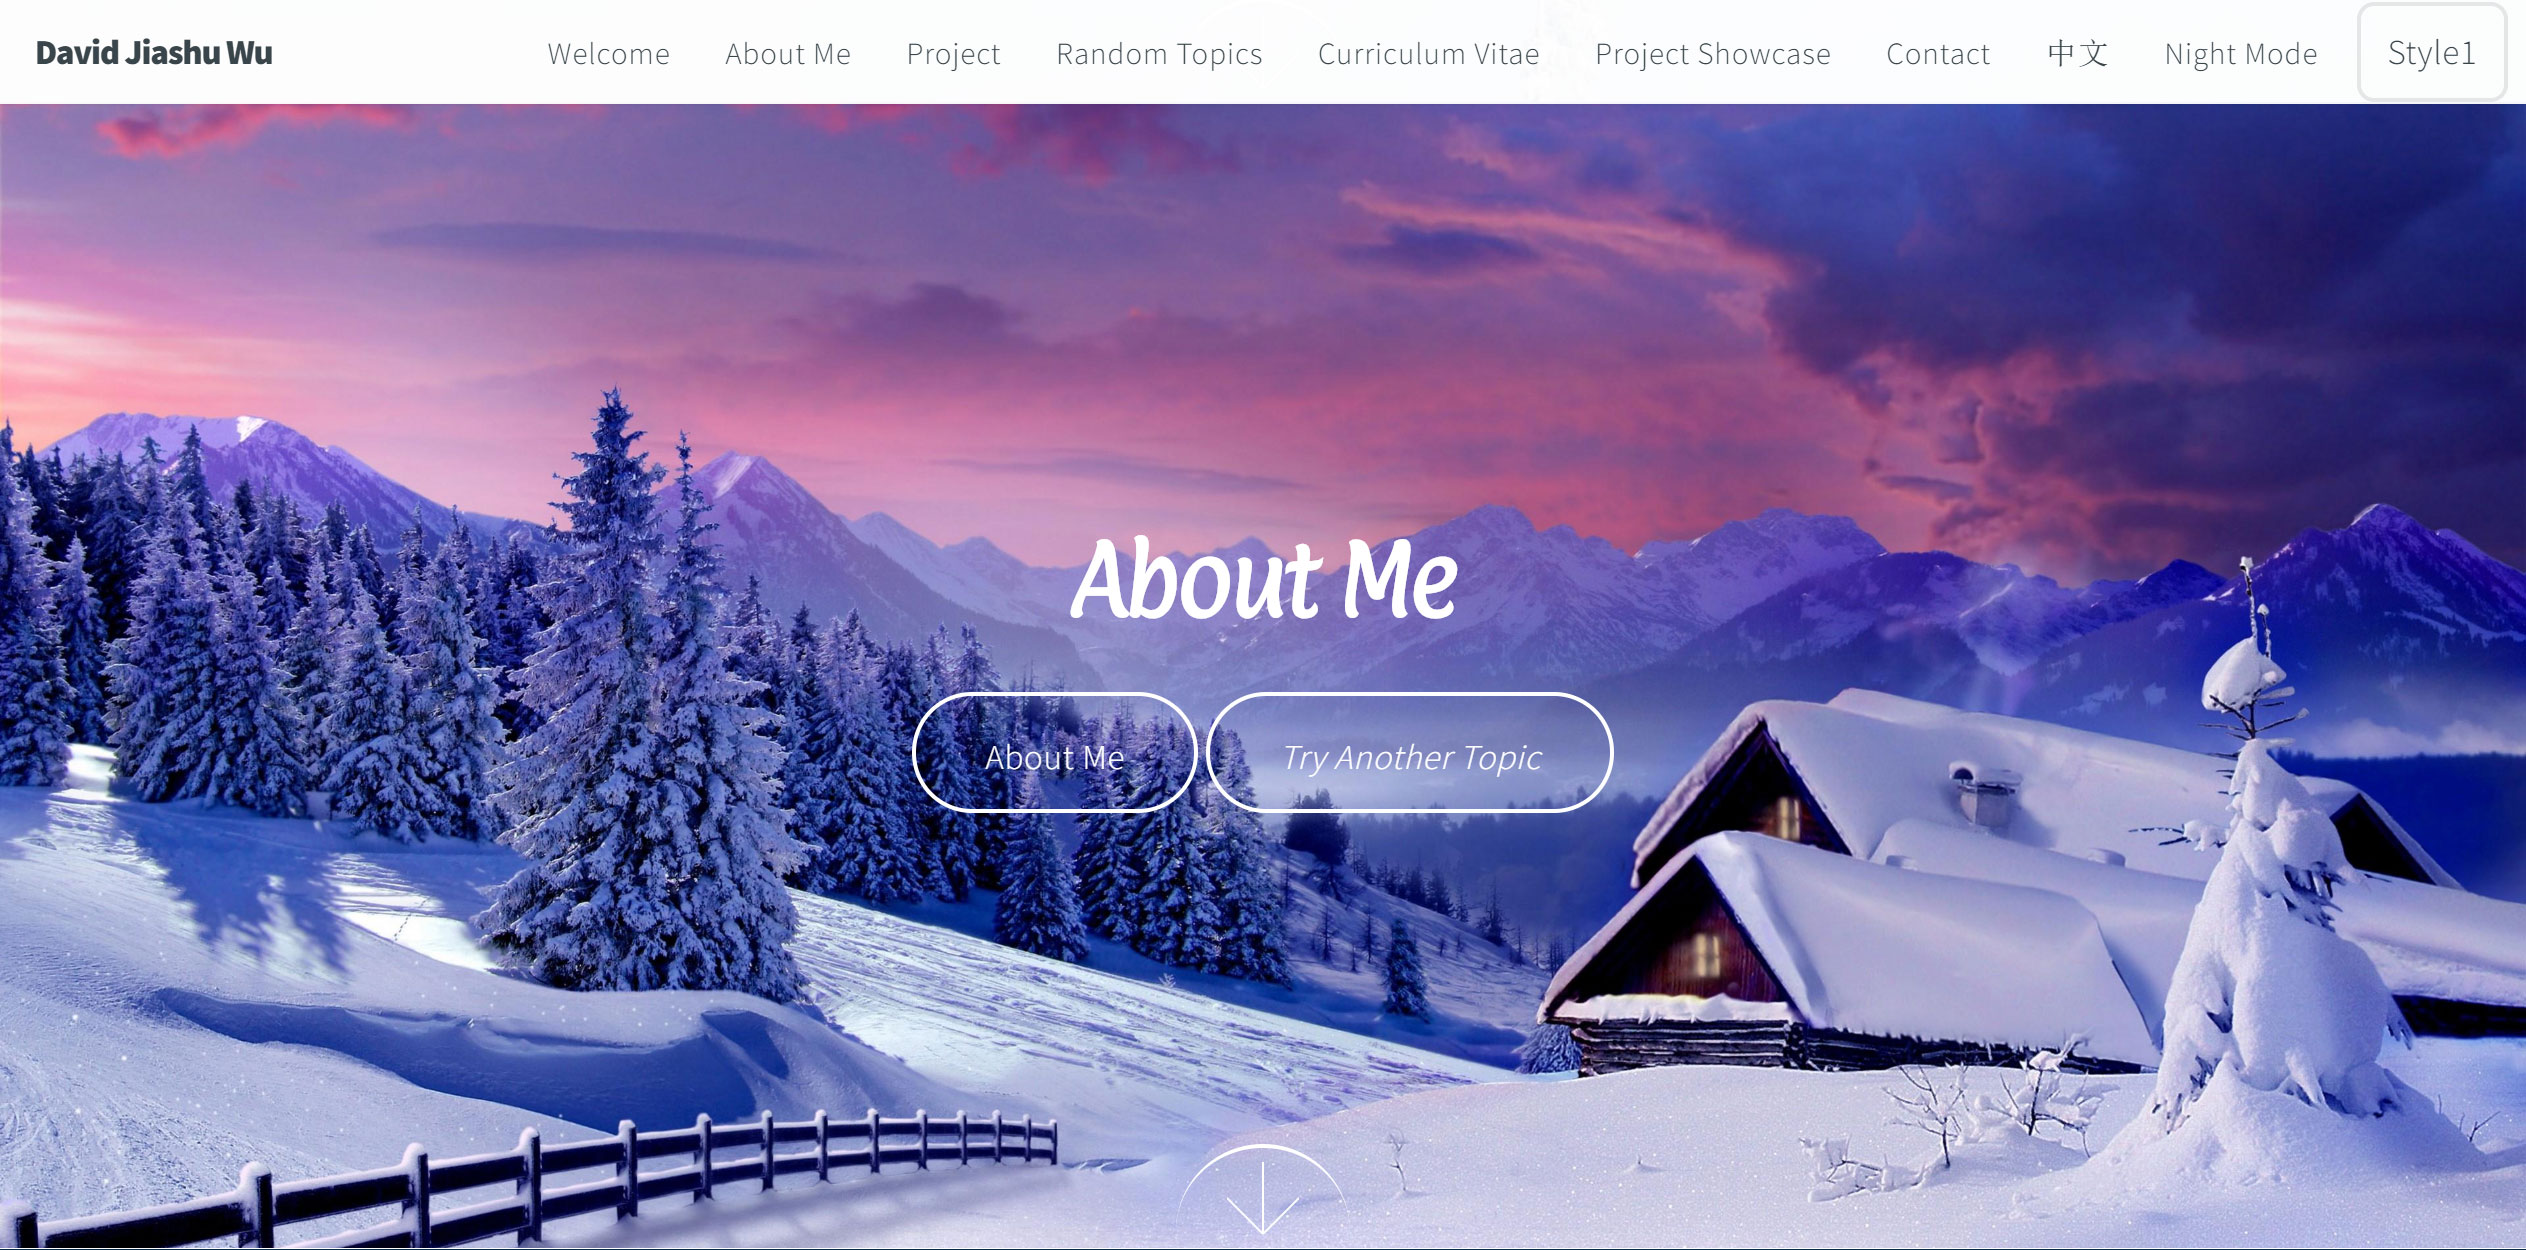 David Jiashu Wu Welcome About Me Project Random Topics Curriculum Vitae Project Showcase Contact 中文 Night Mode Style1
About Me
About Me Try Another Topic